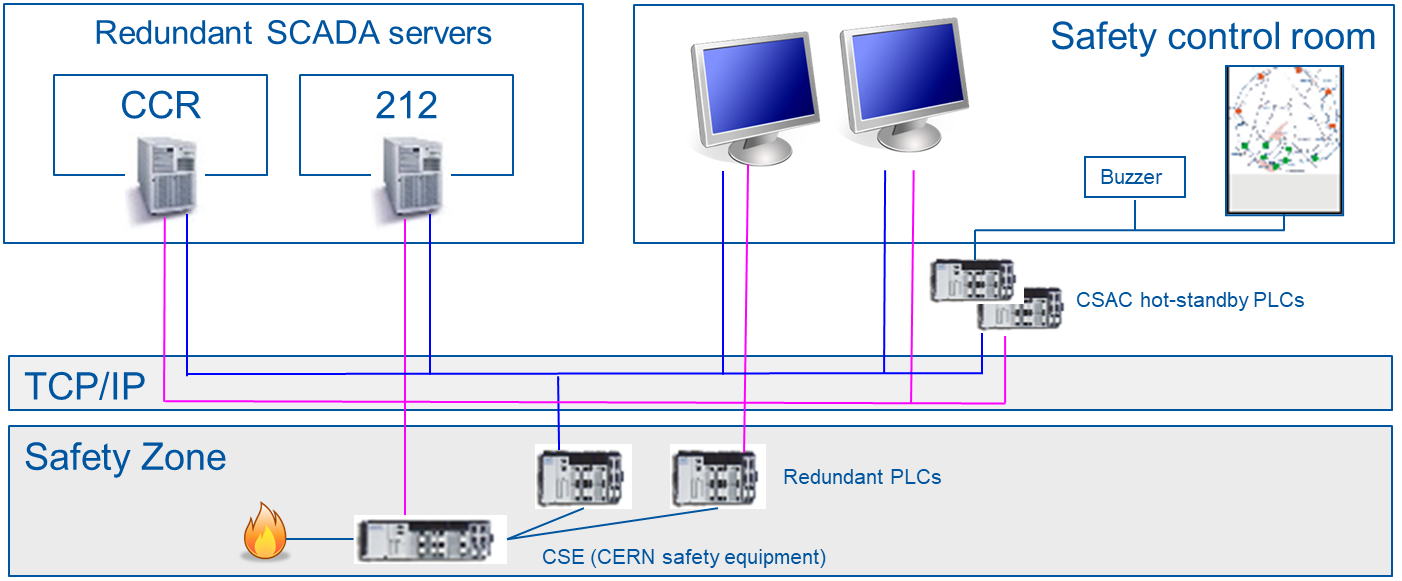 Redundant SCADA servers
CCR
212
Safety control room
Buzzer
CSAC hot-standby PLCs
TCP/IP
Safety Zone
Redundant PLCs
CSE (CERN safety equipment)